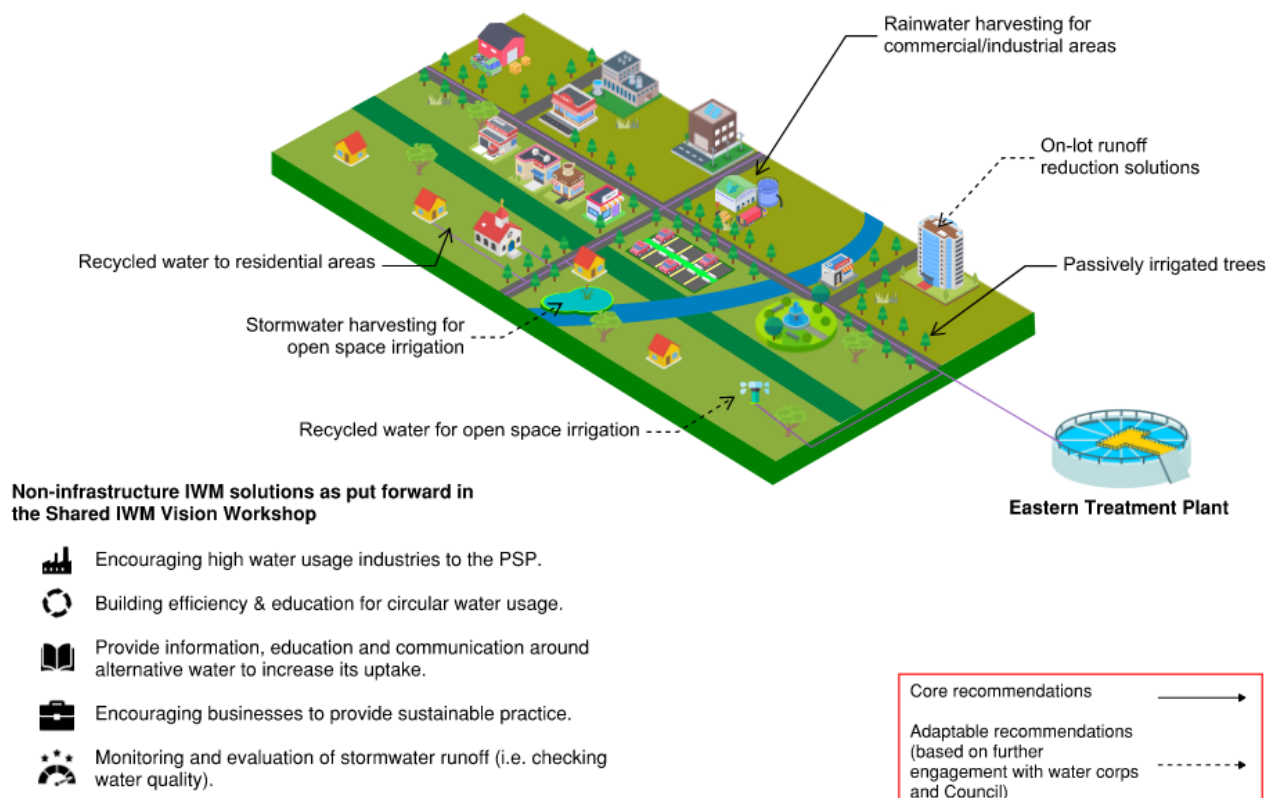 Rainwater harvesting for
commercial/industrial areas
On-lot runoff
reduction solutions
Recycled water to residential areas
Passively irrigated trees
Stormwater harvesting for
open space irrigation
Recycled water for open space irrigation
Eastern Treatment Plant
Non-infrastructure IWM solutions as put forward in
the Shared IWM Vision Workshop
Encouraging high water usage industries to the PSP.
Building efficiency & education for circular water usage.
Provide information, education and communication around
alternative water to increase its uptake.
Encouraging businesses to provide sustainable practice.
Monitoring and evaluation of stormwater runoff (i.e. checking
water quality).
Core recommendations
Adaptable recommendations
(based on further
engagement with water corps
and Council)